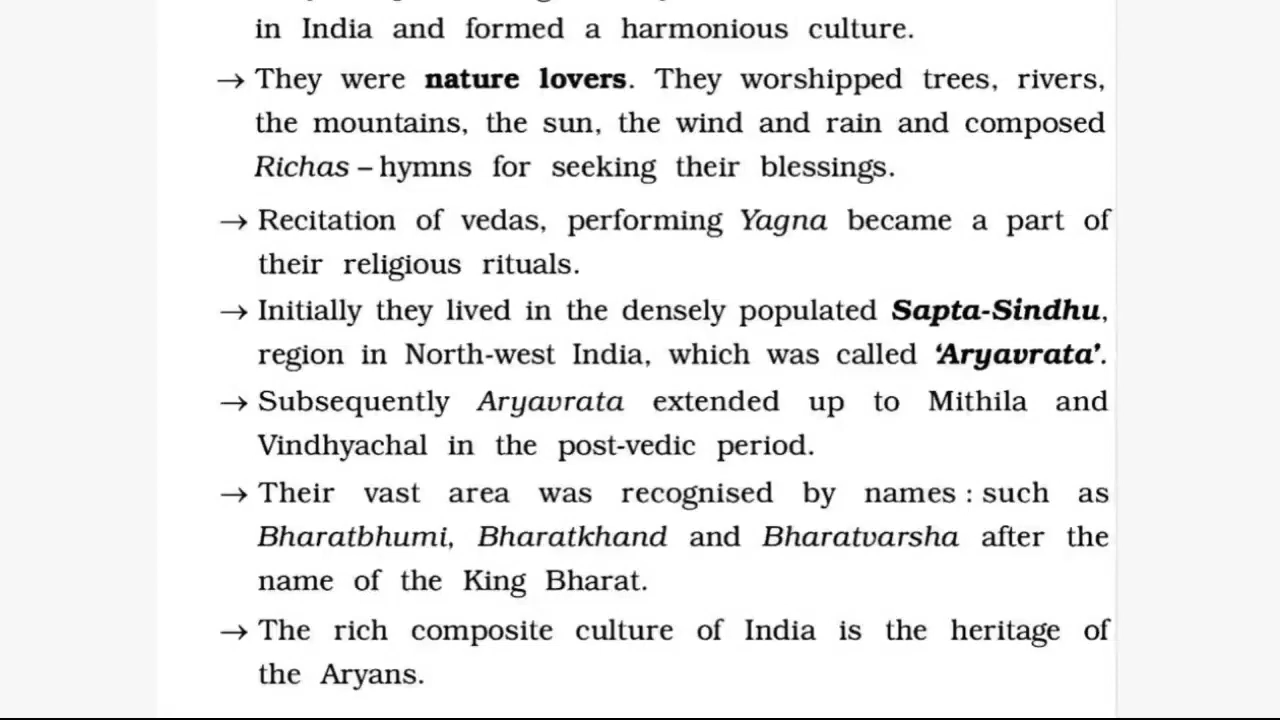 in India and formed a harmonious culture.
→ They were nature lovers. They worshipped trees, rivers,
the mountains, the sun, the wind and rain and composed
Richas – hymns for seeking their blessings.
→ Recitation of vedas, performing Yagna became a part of
their religious rituals.
→ Initially they lived in the densely populated Sapta-Sindhu,
region in North-west India, which was called ‘Aryavrata’.
→ Subsequently Aryavrata extended up to Mithila and
Vindhyachal in the post-vedic period.
→ Their vast area was recognised by names : such as
Bharatbhumi, Bharatkhand and Bharatvarsha after the
name of the King Bharat.
→ The rich composite culture of India is the heritage of
the Aryans.